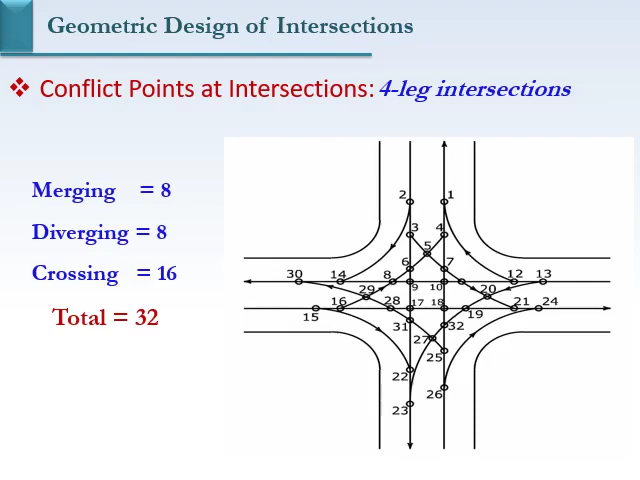 Geometric Design of Intersections
❖ Conflict Points at Intersections: 4-leg intersections
Merging = 8
Diverging = 8
Crossing = 16
Total = 32
2 1
3 4
5
6 7
30 14 8 9 10 12 13
29 20
15 16 28 17 18 19 21 24
31 32
27
25
22
26
23